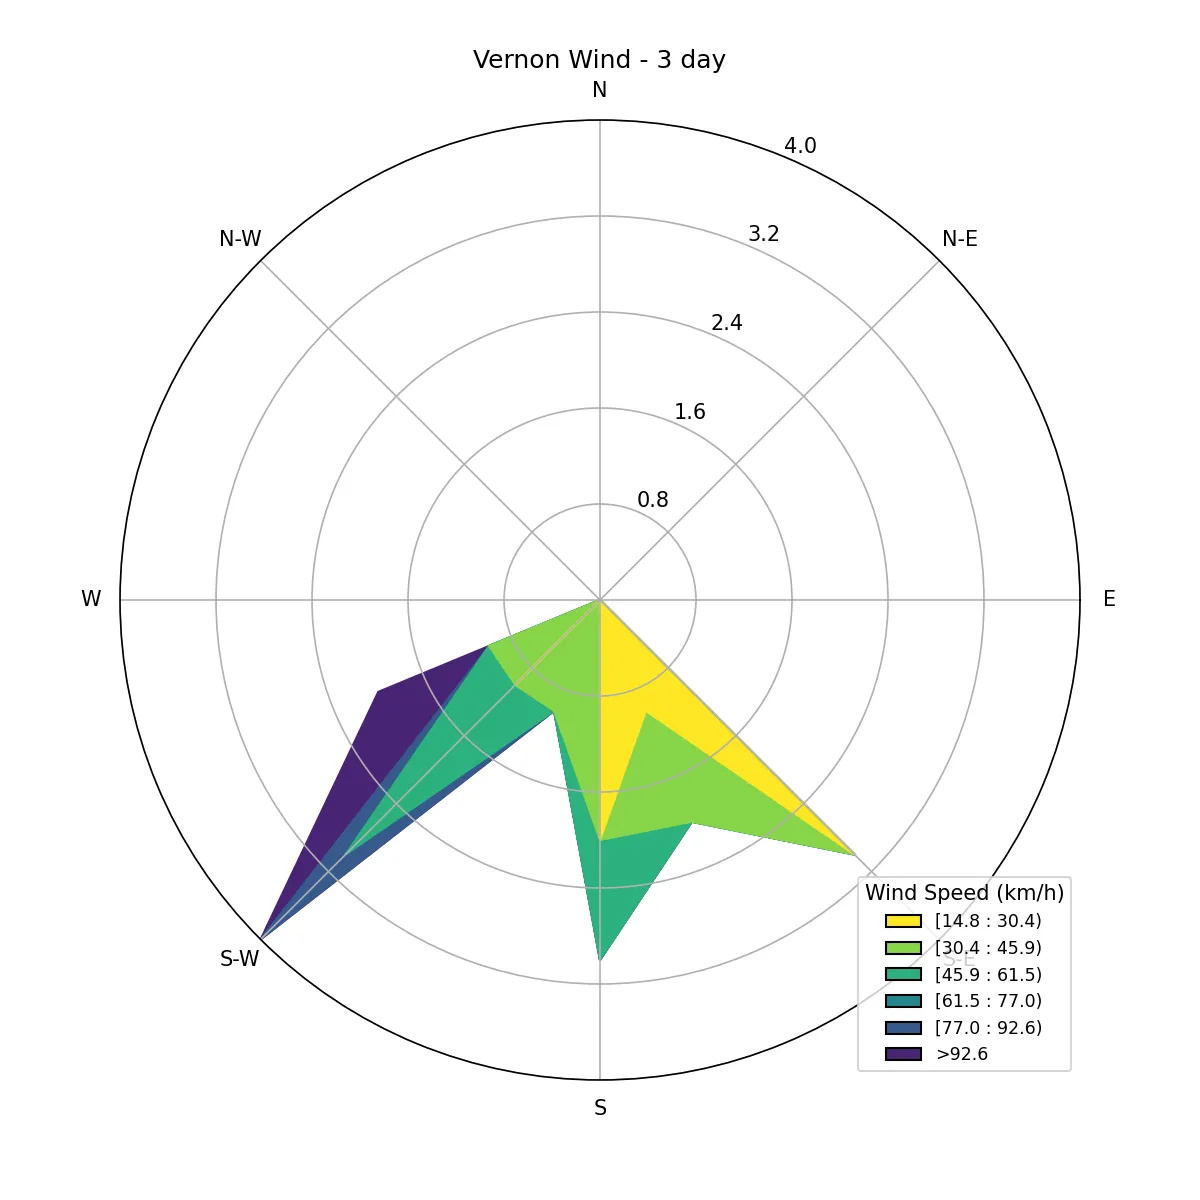 Vernon Wind - 3 day
N
4.0
N-W
3.2
N-E
2.4
1.6
0.8
W
E
Wind Speed (km/h)
[14.8 : 30.4)
[30.4 : 45.9)
S-W
S-E
[45.9 : 61.5)
[61.5 : 77.0)
[77.0 : 92.6)
>92.6
S